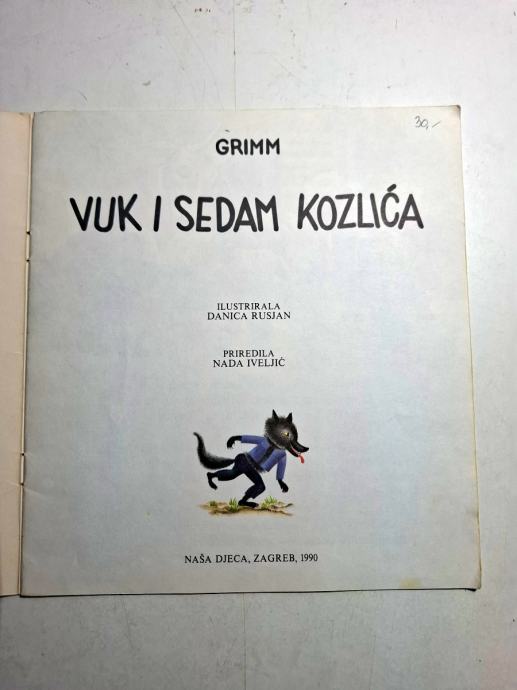 30,-
GRIMM
VUK I SEDAM KOZLIĆA
ILUSTRIRALA
DANICA RUSJAN
PRIREDILA
NADA IVELJIĆ
NAŠA DJECA, ZAGREB, 1990